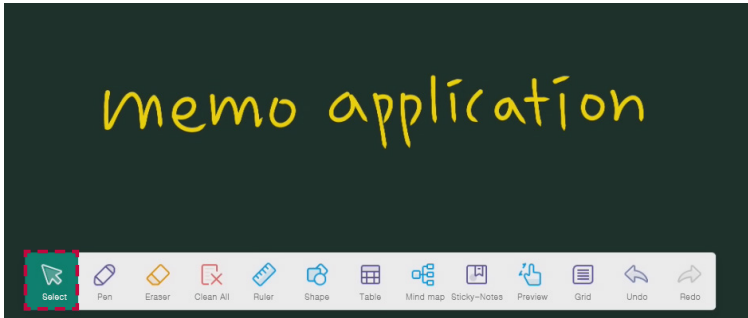 memo application
Select Pen Eraser Clean All Ruler Shape Table Mind map Sticky-Notes Preview Grid Undo Redo